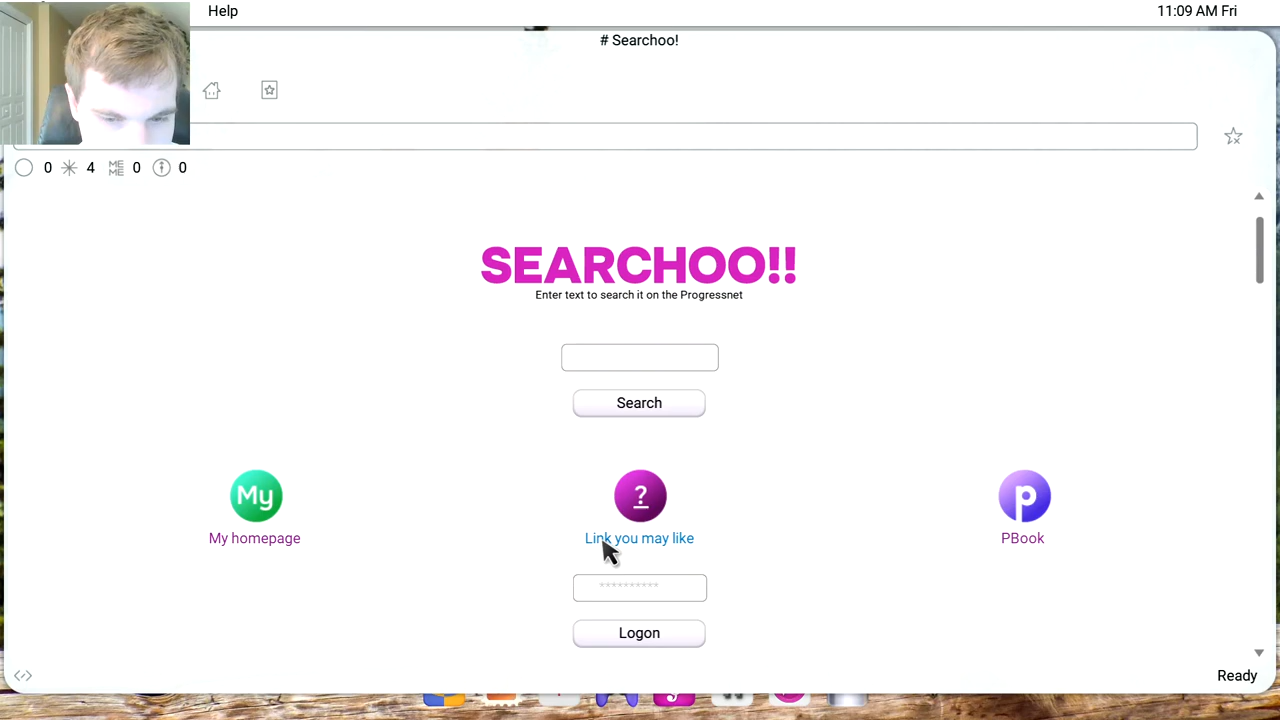 Help
11:09 AM Fri
# Searchoo!
0 4 ME ME 0 0
SEARCHOO!!
Enter text to search it on the Progressnet
Search
My
?
p
My homepage
Link you may like
PBook
**********
Logon
Ready